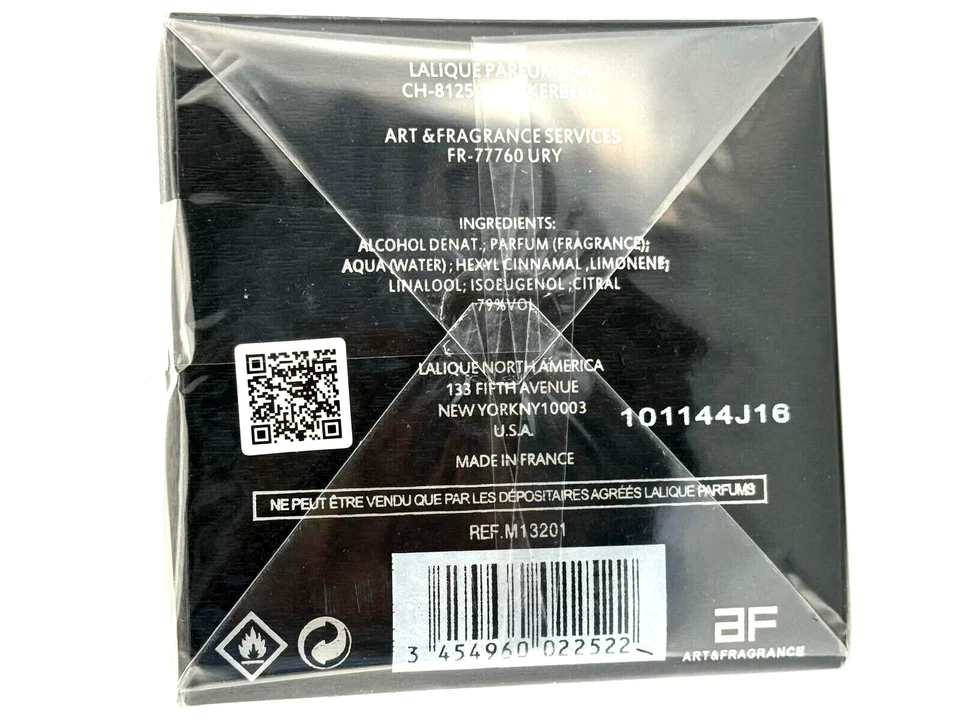 LALIQUE PARFUMS SA
CH-8125
ART & FRAGRANCE SERVICES
FR-77760 URY
INGREDIENTS:
ALCOHOL DENAT.; PARFUM (FRAGRANCE);
AQUA (WATER) ; HEXYL CINNAMAL ,LIMONENE;
LINALOOL; ISOEUGENOL ;CITRAL
79%VOL
LALIQUE NORTH AMERICA
133 FIFTH AVENUE
NEW YORKNY10003
U.S.A.
101144J16
MADE IN FRANCE
NE PEUT ÊTRE VENDU QUE PAR LES DÉPOSITAIRES AGRÉÉS LALIQUE PARFUMS
REF.M13201
3 454960 022522
aF
ART&FRAGRANCE